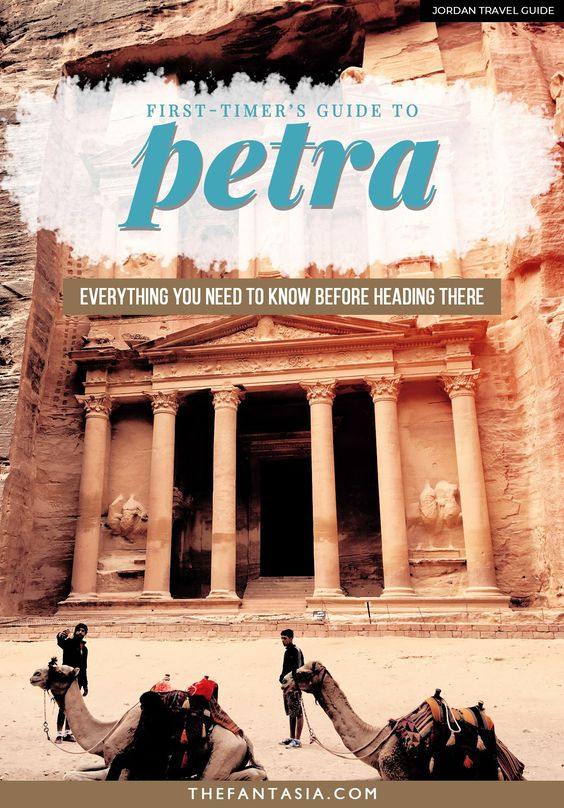 JORDAN TRAVEL GUIDE
FIRST-TIMER'S GUIDE TO
petra
EVERYTHING YOU NEED TO KNOW BEFORE HEADING THERE
THEFANTASIA.COM